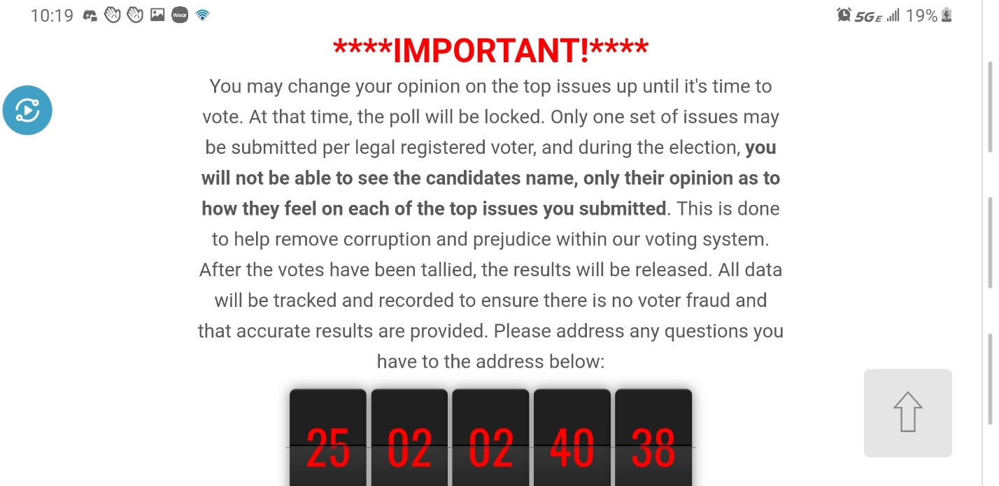 10:19 Wear 5GE 19%
****IMPORTANT!****
You may change your opinion on the top issues up until it's time to
vote. At that time, the poll will be locked. Only one set of issues may
be submitted per legal registered voter, and during the election, you
will not be able to see the candidates name, only their opinion as to
how they feel on each of the top issues you submitted. This is done
to help remove corruption and prejudice within our voting system.
After the votes have been tallied, the results will be released. All data
will be tracked and recorded to ensure there is no voter fraud and
that accurate results are provided. Please address any questions you
have to the address below:
25 02 02 40 38